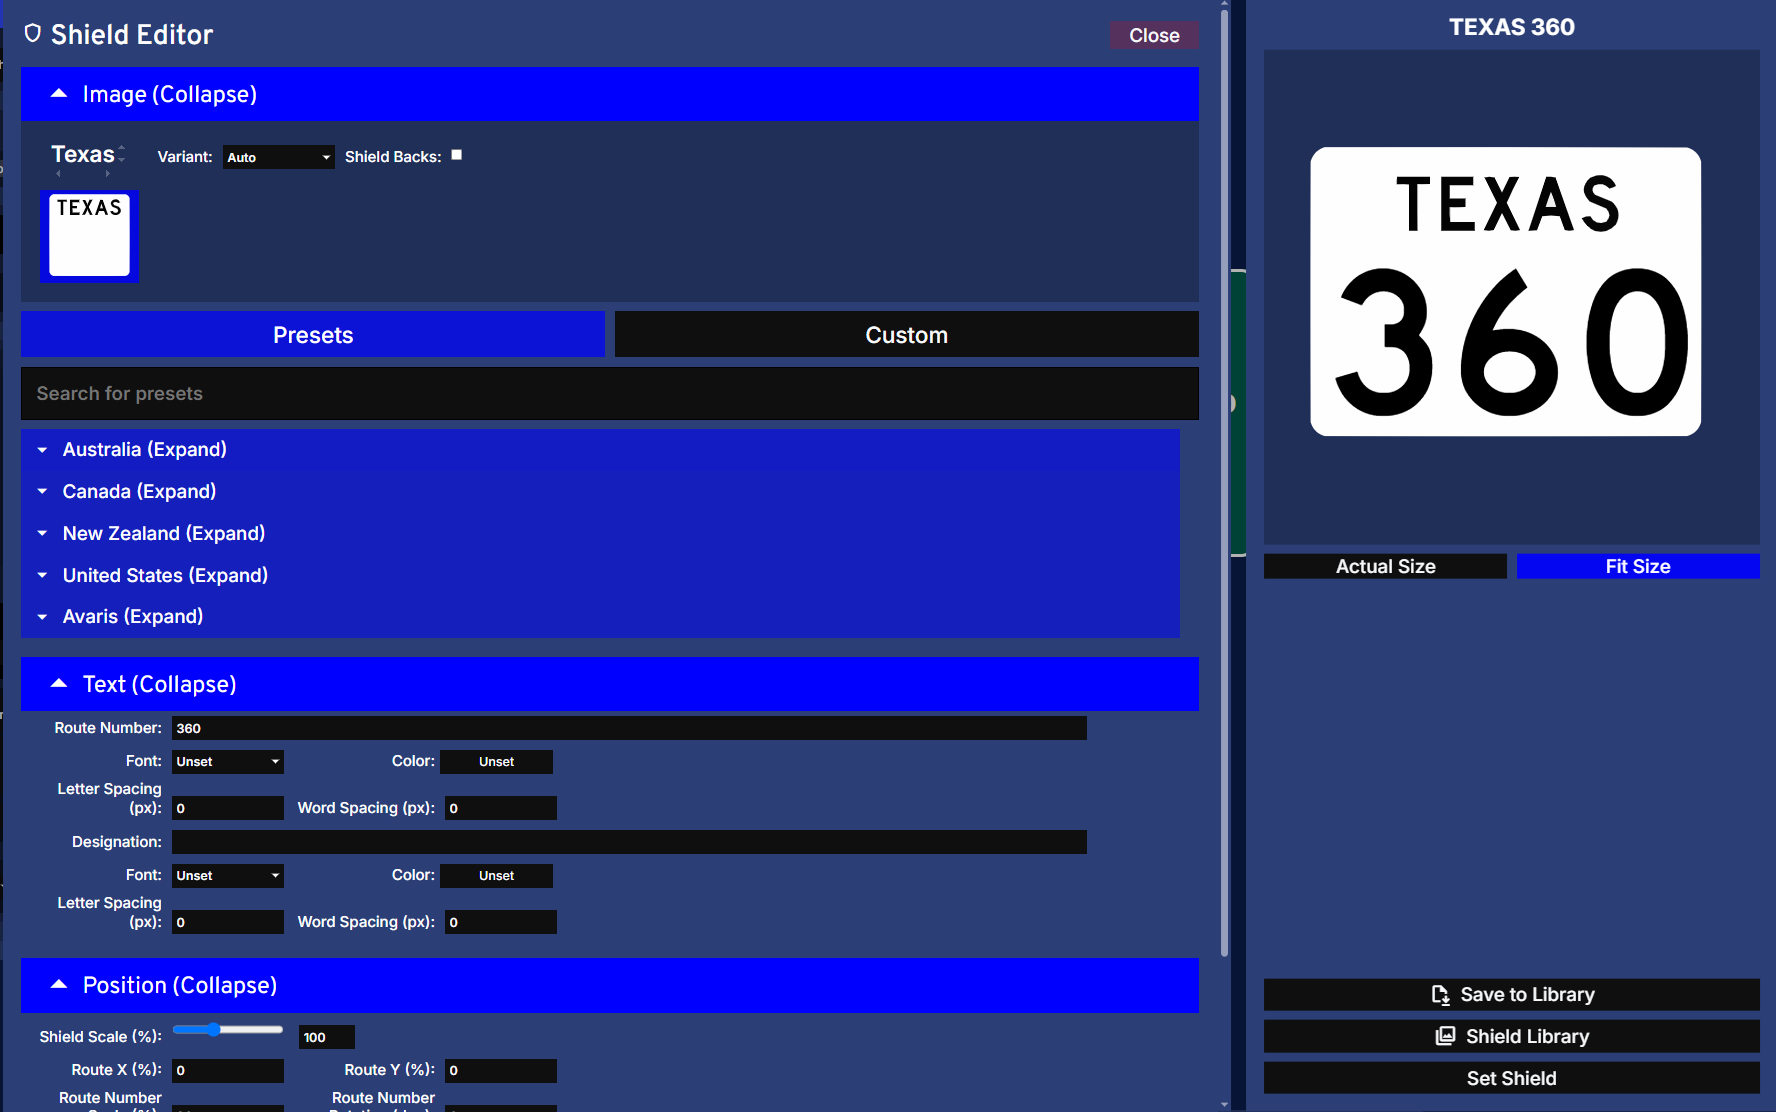 Shield Editor
Close
Image (Collapse)
Texas
Variant: Auto
Shield Backs:
TEXAS
Presets
Custom
Search for presets
Australia (Expand)
Canada (Expand)
New Zealand (Expand)
United States (Expand)
Avaris (Expand)
Text (Collapse)
Route Number: 360
Font: Unset
Color: Unset
Letter Spacing (px): 0
Word Spacing (px): 0
Designation:
Font: Unset
Color: Unset
Letter Spacing (px): 0
Word Spacing (px): 0
Position (Collapse)
Shield Scale (%): 100
Route X (%): 0
Route Y (%): 0
Route Number
Route Number
TEXAS 360
TEXAS
360
Actual Size
Fit Size
Save to Library
Shield Library
Set Shield